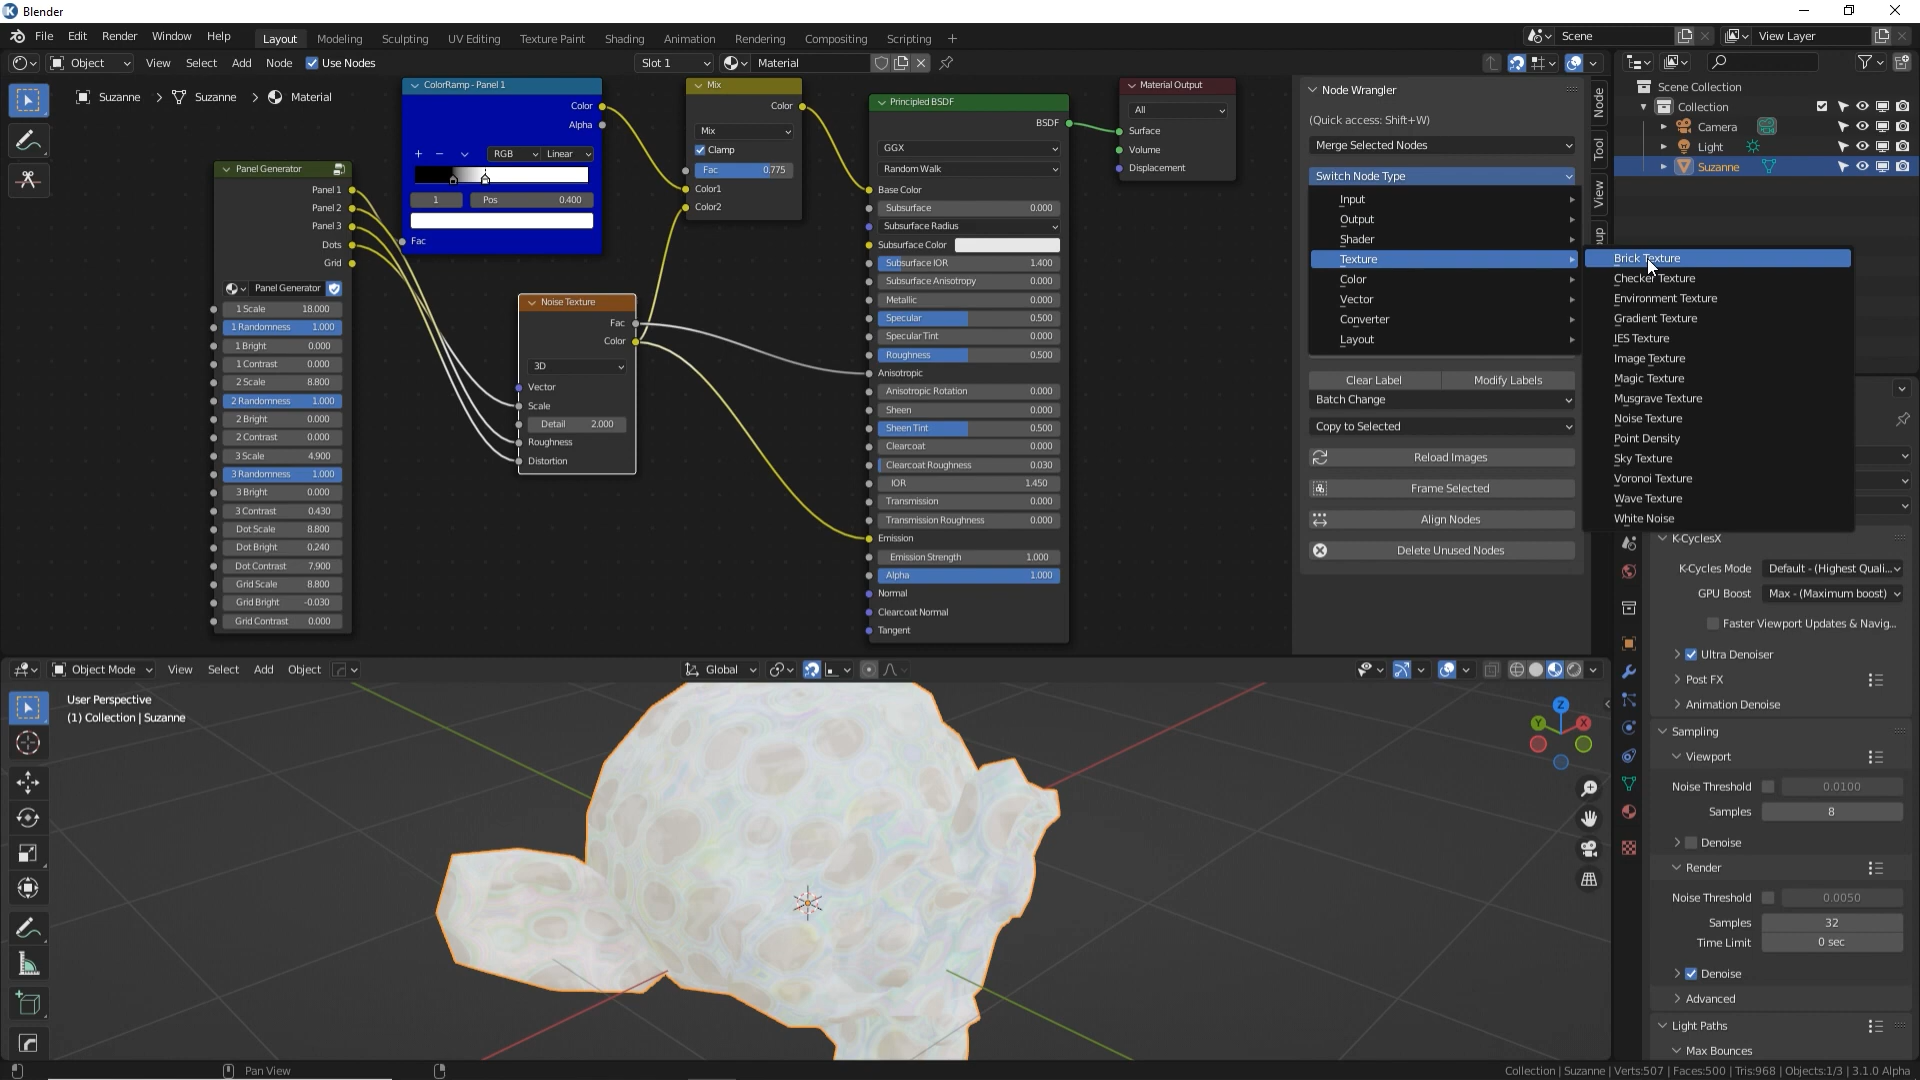 Blender
File Edit Render Window Help Layout Modeling Sculpting UV Editing Texture Paint Shading Animation Rendering Compositing Scripting + Scene View Layer
Object View Select Add Node Use Nodes Slot 1 Material
Suzanne > Suzanne > Material
Panel Generator
Panel 1
Panel 2
Panel 3
Dots
Grid
Panel Generator
1 Scale 18.000
1 Randomness 1.000
1 Bright 0.000
1 Contrast 0.000
2 Scale 8.800
2 Randomness 1.000
2 Bright 0.000
2 Contrast 0.000
3 Scale 4.900
3 Randomness 1.000
3 Bright 0.000
3 Contrast 0.430
Dot Scale 8.800
Dot Bright 0.240
Dot Contrast 7.900
Grid Scale 8.800
Grid Bright -0.030
Grid Contrast 0.000
ColorRamp - Panel 1
Color
Alpha
+ − RGB Linear
1 Pos 0.400
Fac
Noise Texture
Fac
Color
3D
Vector
Scale
Detail 2.000
Roughness
Distortion
Mix
Color
Mix
Clamp
Fac 0.775
Color1
Color2
Principled BSDF
BSDF
GGX
Random Walk
Base Color
Subsurface 0.000
Subsurface Radius
Subsurface Color
Subsurface IOR 1.400
Subsurface Anisotropy 0.000
Metallic 0.000
Specular 0.500
Specular Tint 0.000
Roughness 0.500
Anisotropic
Anisotropic Rotation 0.000
Sheen 0.000
Sheen Tint 0.500
Clearcoat 0.000
Clearcoat Roughness 0.030
IOR 1.450
Transmission 0.000
Transmission Roughness 0.000
Emission
Emission Strength 1.000
Alpha 1.000
Normal
Clearcoat Normal
Tangent
Material Output
All
Surface
Volume
Displacement
Node Wrangler
(Quick access: Shift+W)
Merge Selected Nodes
Switch Node Type
Input
Output
Shader
Texture
Color
Vector
Converter
Layout
Clear Label Modify Labels
Batch Change
Copy to Selected
Reload Images
Frame Selected
Align Nodes
Delete Unused Nodes
Node
Tool
View
Brick Texture
Checker Texture
Environment Texture
Gradient Texture
IES Texture
Image Texture
Magic Texture
Musgrave Texture
Noise Texture
Point Density
Sky Texture
Voronoi Texture
Wave Texture
White Noise
Scene Collection
Collection
Camera
Light
Suzanne
K-CyclesX
K-Cycles Mode Default - (Highest Quali...
GPU Boost Max - (Maximum boost)
Faster Viewport Updates & Navig...
Ultra Denoiser
Post FX
Animation Denoise
Sampling
Viewport
Noise Threshold 0.0100
Samples 8
Denoise
Render
Noise Threshold 0.0050
Samples 32
Time Limit 0 sec
Denoise
Advanced
Light Paths
Max Bounces
Object Mode View Select Add Object Global
User Perspective
(1) Collection | Suzanne
Z
Y X
Pan View
Collection | Suzanne | Verts:507 | Faces:500 | Tris:968 | Objects:1/3 | 3.1.0 Alpha